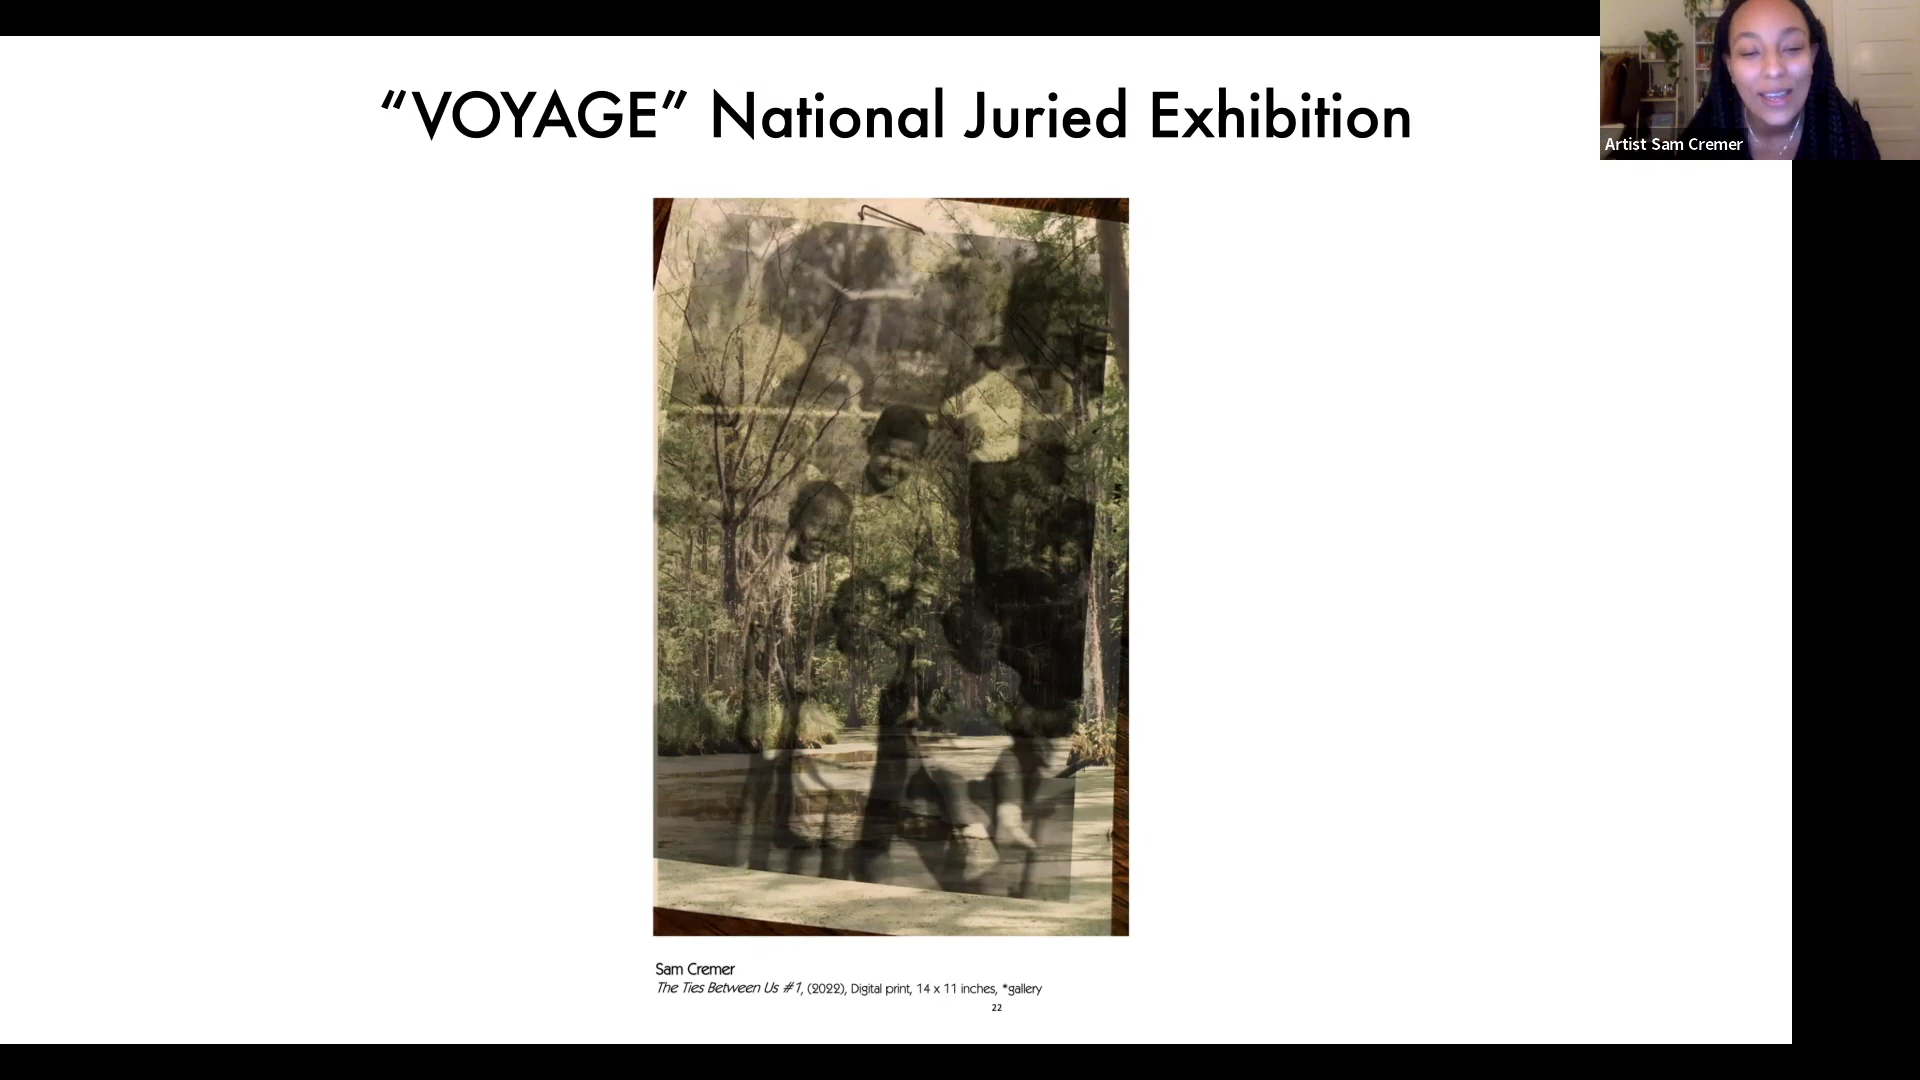 “VOYAGE” National Juried Exhibition
Artist Sam Cremer
Sam Cremer
The Ties Between Us #1, (2022), Digital print, 14 x 11 inches, *gallery
22